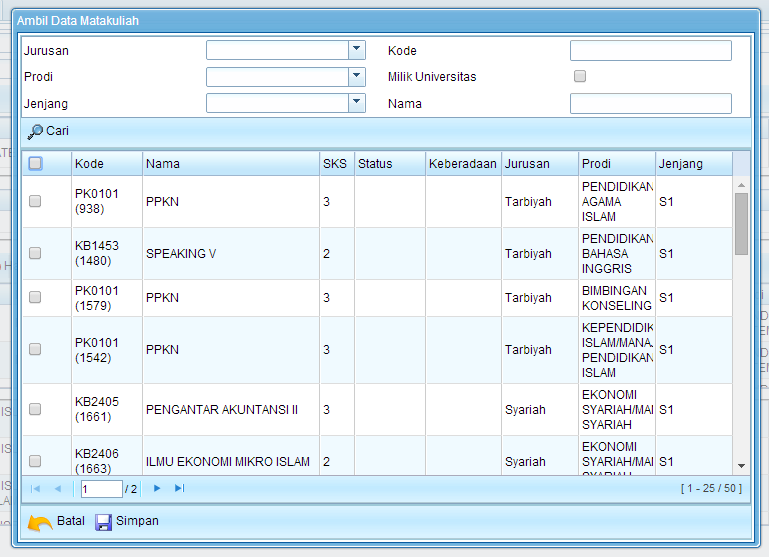 Ambil Data Matakuliah
Jurusan
Kode
Prodi
Milik Universitas
Jenjang
Nama
Cari
Kode Nama SKS Status Keberadaan Jurusan Prodi Jenjang
PK0101
(938)
PPKN
3
Tarbiyah
PENDIDIKAN
AGAMA
ISLAM
S1
KB1453
(1480)
SPEAKING V
2
Tarbiyah
PENDIDIKAN
BAHASA
INGGRIS
S1
PK0101
(1579)
PPKN
3
Tarbiyah
BIMBINGAN
KONSELING
S1
PK0101
(1542)
PPKN
3
Tarbiyah
KEPENDIDIK
ISLAM/MANA
PENDIDIKAN
ISLAM
S1
KB2405
(1661)
PENGANTAR AKUNTANSI II
3
Syariah
EKONOMI
SYARIAH/MAI
SYARIAH
S1
KB2406
(1663)
ILMU EKONOMI MIKRO ISLAM
2
Syariah
EKONOMI
SYARIAH/MAI
S1
1 / 2
[ 1 - 25 / 50 ]
Batal Simpan